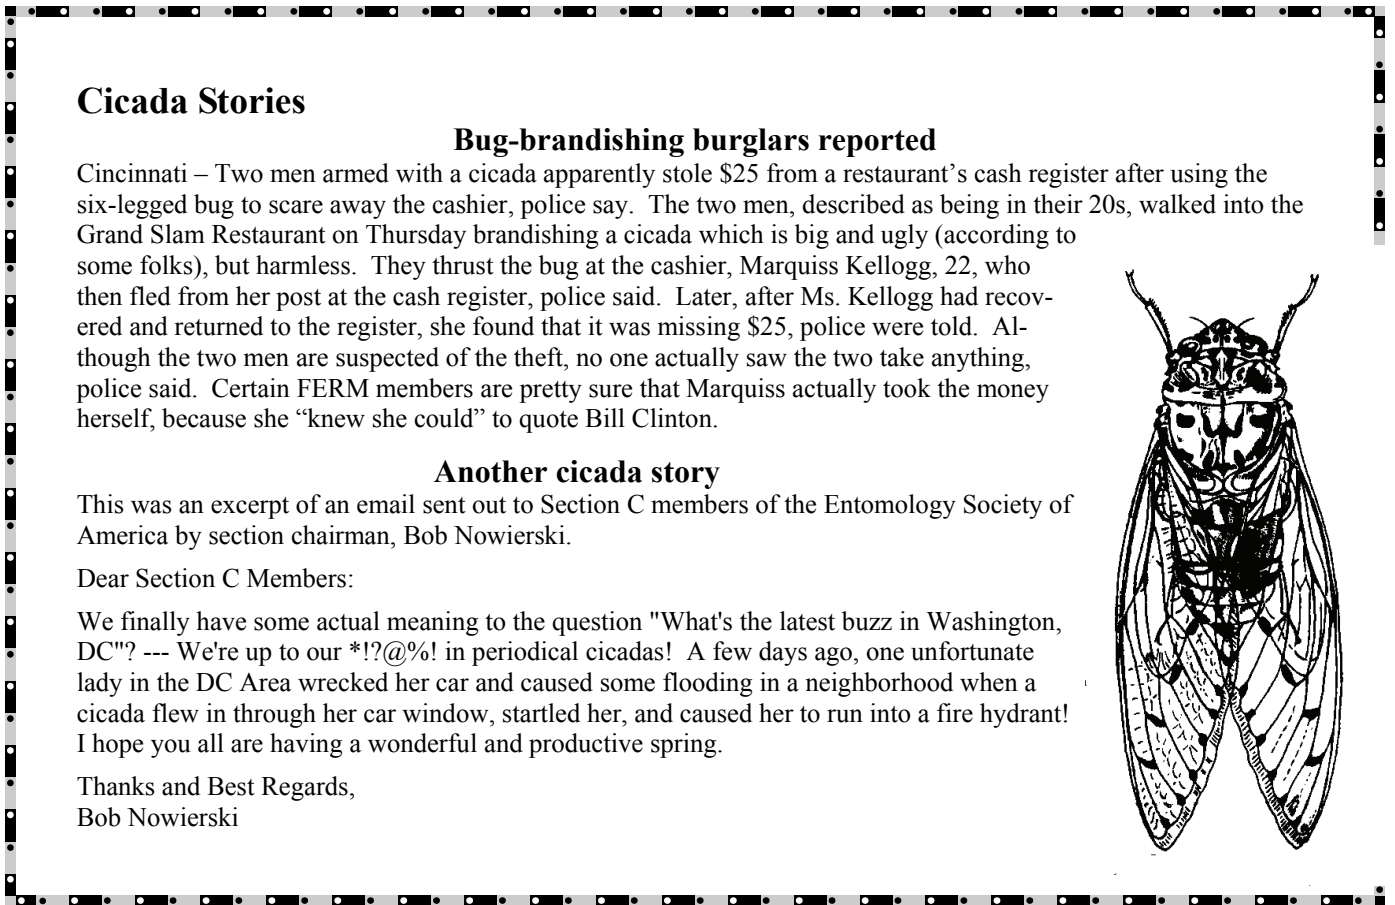 Cicada Stories
Bug-brandishing burglars reported
Cincinnati – Two men armed with a cicada apparently stole $25 from a restaurant’s cash register after using the
six-legged bug to scare away the cashier, police say.  The two men, described as being in their 20s, walked into the
Grand Slam Restaurant on Thursday brandishing a cicada which is big and ugly (according to
some folks), but harmless.  They thrust the bug at the cashier, Marquiss Kellogg, 22, who
then fled from her post at the cash register, police said.  Later, after Ms. Kellogg had recov-
ered and returned to the register, she found that it was missing $25, police were told.  Al-
though the two men are suspected of the theft, no one actually saw the two take anything,
police said.  Certain FERM members are pretty sure that Marquiss actually took the money
herself, because she “knew she could” to quote Bill Clinton.
Another cicada story
This was an excerpt of an email sent out to Section C members of the Entomology Society of
America by section chairman, Bob Nowierski.
Dear Section C Members:
We finally have some actual meaning to the question "What's the latest buzz in Washington,
DC"? --- We're up to our *!?@%! in periodical cicadas!  A few days ago, one unfortunate
lady in the DC Area wrecked her car and caused some flooding in a neighborhood when a
cicada flew in through her car window, startled her, and caused her to run into a fire hydrant!
I hope you all are having a wonderful and productive spring.
Thanks and Best Regards,
Bob Nowierski